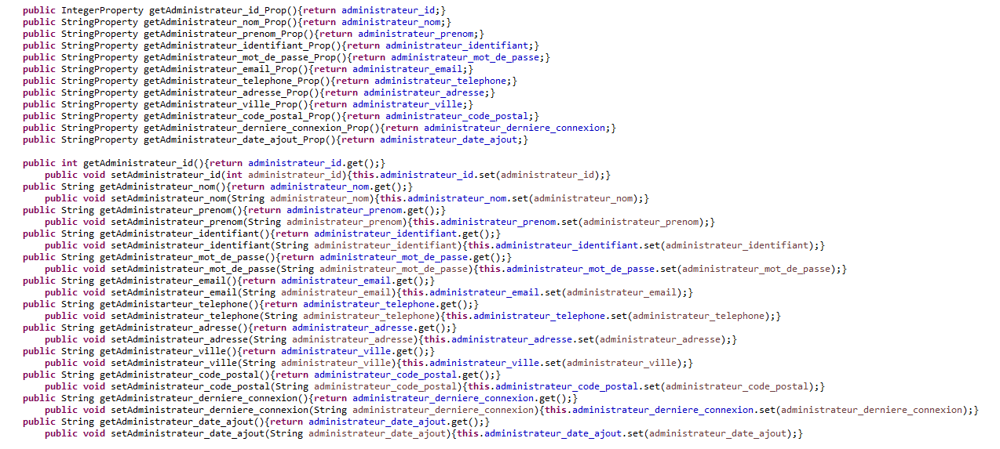 public IntegerProperty getAdministrateur_id_Prop(){return administrateur_id;}
public StringProperty getAdministrateur_nom_Prop(){return administrateur_nom;}
public StringProperty getAdministrateur_prenom_Prop(){return administrateur_prenom;}
public StringProperty getAdministrateur_identifiant_Prop(){return administrateur_identifiant;}
public StringProperty getAdministrateur_mot_de_passe_Prop(){return administrateur_mot_de_passe;}
public StringProperty getAdministrateur_email_Prop(){return administrateur_email;}
public StringProperty getAdministrateur_telephone_Prop(){return administrateur_telephone;}
public StringProperty getAdministrateur_adresse_Prop(){return administrateur_adresse;}
public StringProperty getAdministrateur_ville_Prop(){return administrateur_ville;}
public StringProperty getAdministrateur_code_postal_Prop(){return administrateur_code_postal;}
public StringProperty getAdministrateur_derniere_connexion_Prop(){return administrateur_derniere_connexion;}
public StringProperty getAdministrateur_date_ajout_Prop(){return administrateur_date_ajout;}
public int getAdministrateur_id(){return administrateur_id.get();}
public void setAdministrateur_id(int administrateur_id){this.administrateur_id.set(administrateur_id);}
public String getAdministrateur_nom(){return administrateur_nom.get();}
public void setAdministrateur_nom(String administrateur_nom){this.administrateur_nom.set(administrateur_nom);}
public String getAdministrateur_prenom(){return administrateur_prenom.get();}
public void setAdministrateur_prenom(String administrateur_prenom){this.administrateur_prenom.set(administrateur_prenom);}
public String getAdministrateur_identifiant(){return administrateur_identifiant.get();}
public void setAdministrateur_identifiant(String administrateur_identifiant){this.administrateur_identifiant.set(administrateur_identifiant);}
public String getAdministrateur_mot_de_passe(){return administrateur_mot_de_passe.get();}
public void setAdministrateur_mot_de_passe(String administrateur_mot_de_passe){this.administrateur_mot_de_passe.set(administrateur_mot_de_passe);}
public String getAdministrateur_email(){return administrateur_email.get();}
public void setAdministrateur_email(String administrateur_email){this.administrateur_email.set(administrateur_email);}
public String getAdministarteur_telephone(){return administrateur_telephone.get();}
public void setAdministrateur_telephone(String administrateur_telephone){this.administrateur_telephone.set(administrateur_telephone);}
public String getAdministrateur_adresse(){return administrateur_adresse.get();}
public void setAdministrateur_adresse(String administrateur_adresse){this.administrateur_adresse.set(administrateur_adresse);}
public String getAdministrateur_ville(){return administrateur_ville.get();}
public void setAdministrateur_ville(String administrateur_ville){this.administrateur_ville.set(administrateur_ville);}
public String getAdministrateur_code_postal(){return administrateur_code_postal.get();}
public void setAdministrateur_code_postal(String administrateur_code_postal){this.administrateur_code_postal.set(administrateur_code_postal);}
public String getAdministrateur_derniere_connexion(){return administrateur_derniere_connexion.get();}
public void setAdministrateur_derniere_connexion(String administrateur_derniere_connexion){this.administrateur_derniere_connexion.set(administrateur_derniere_connexion);}
public String getAdministrateur_date_ajout(){return administrateur_date_ajout.get();}
public void setAdministrateur_date_ajout(String administrateur_date_ajout){this.administrateur_date_ajout.set(administrateur_date_ajout);}